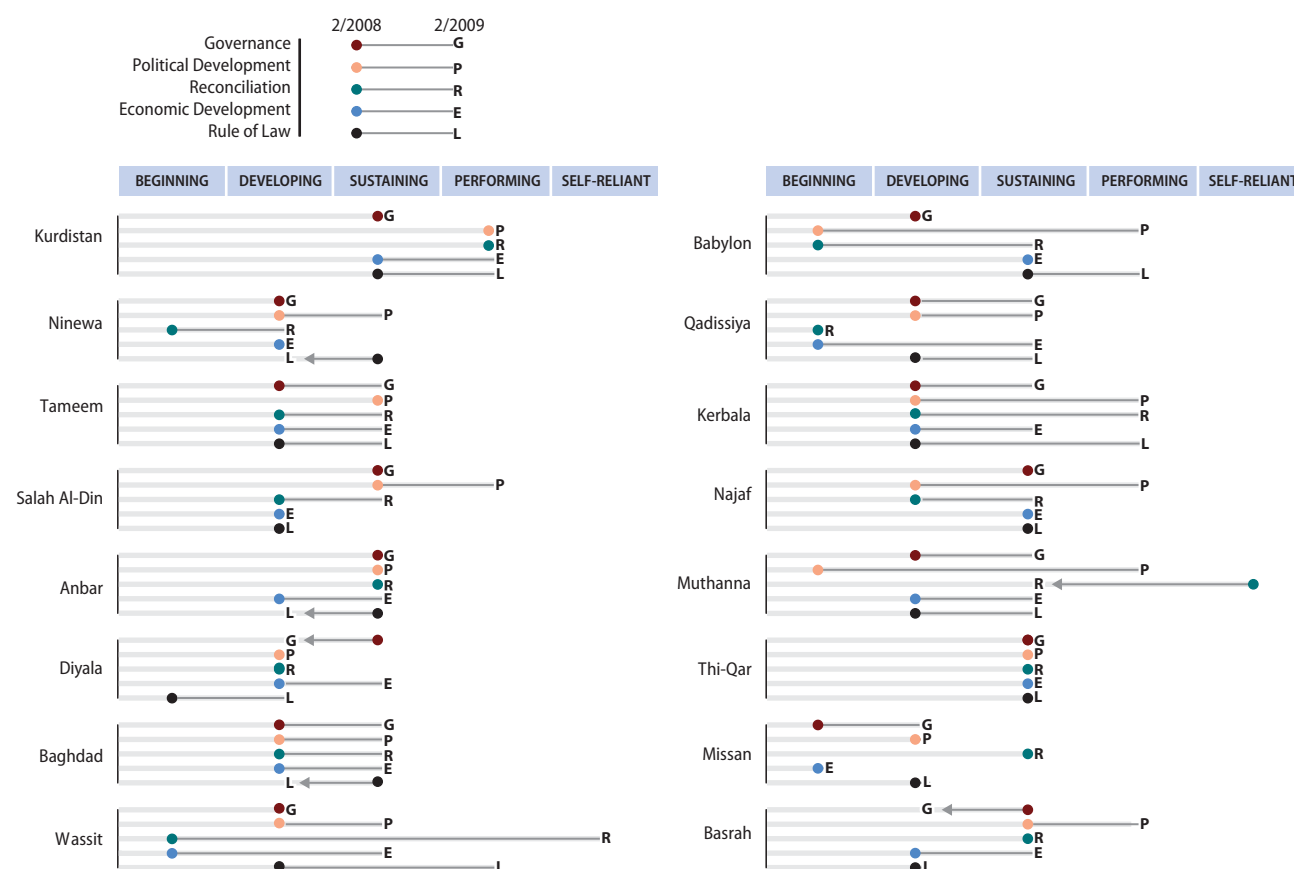 2/2008 2/2009
Governance G
Political Development P
Reconciliation R
Economic Development E
Rule of Law L
BEGINNING DEVELOPING SUSTAINING PERFORMING SELF-RELIANT
Kurdistan
G
P
R
E
L
Ninewa
G
P
R
E
L
Tameem
G
P
R
E
L
Salah Al-Din
G
P
R
E
L
Anbar
G
P
R
E
L
Diyala
G
P
R
E
L
Baghdad
G
P
R
E
L
Wassit
G
P
R
E
L
BEGINNING DEVELOPING SUSTAINING PERFORMING SELF-RELIANT
Babylon
G
P
R
E
L
Qadissiya
G
P
R
E
L
Kerbala
G
P
R
E
L
Najaf
G
P
R
E
L
Muthanna
G
P
R
E
L
Thi-Qar
G
P
R
E
L
Missan
G
P
R
E
L
Basrah
G
P
R
E
L